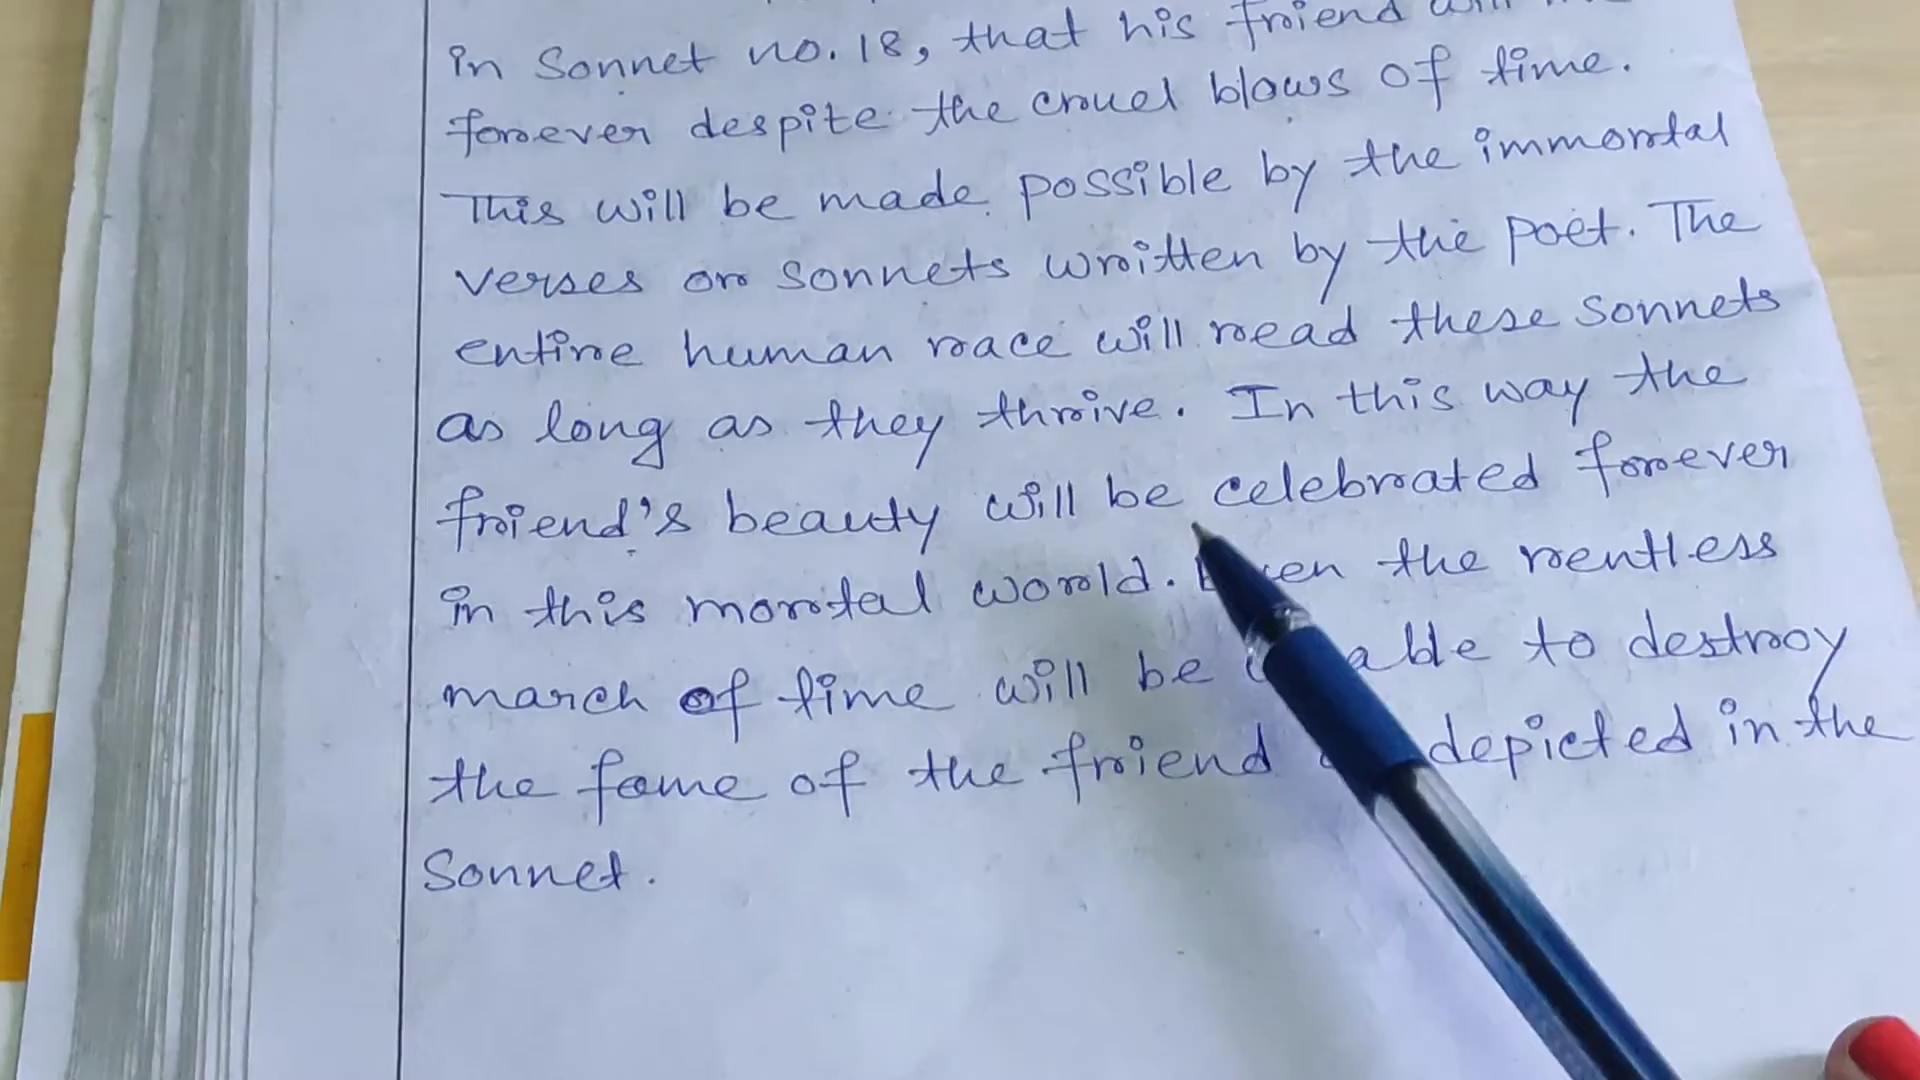 in Sonnet no. 18, that his friend will
forever despite the cruel blows of time.
This will be made possible by the immortal
verses or sonnets written by the poet. The
entire human race will read these sonnets
as long as they thrive. In this way the
friend's beauty will be celebrated forever
in this mortal world. the rentless
march of time will be to destroy
the fame of the friend depicted in the
Sonnet.